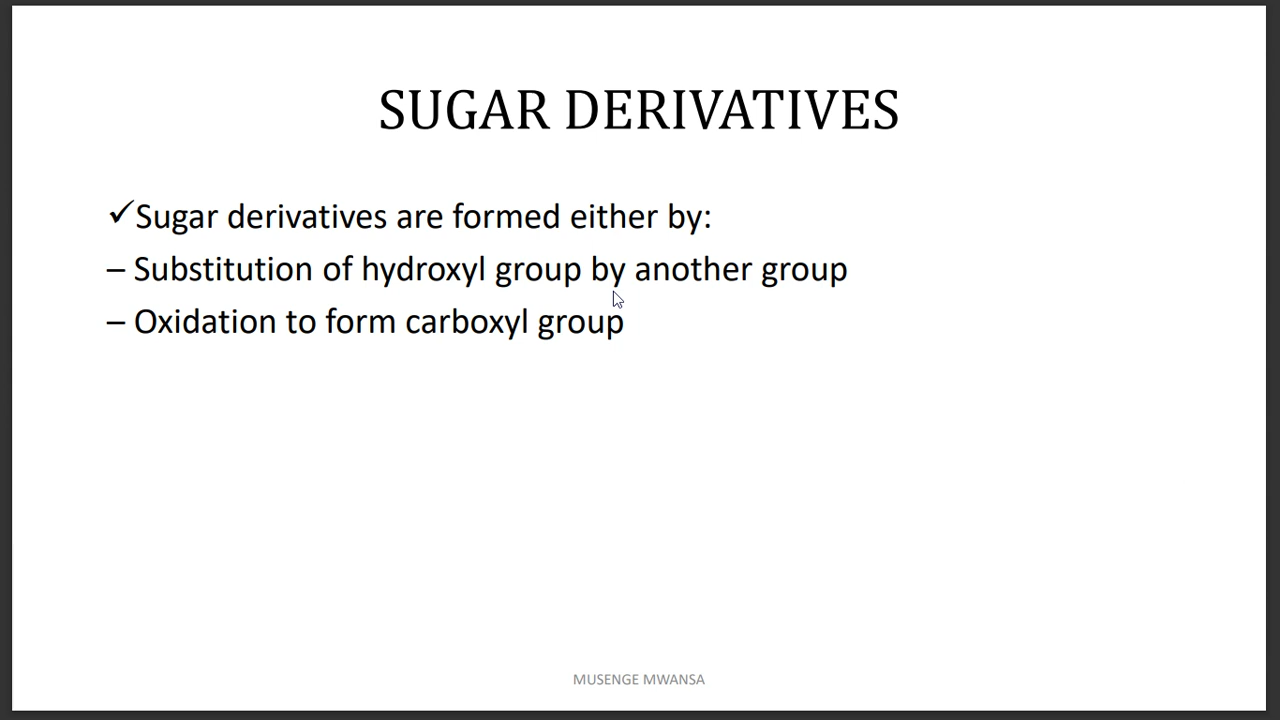 SUGAR DERIVATIVES
✓Sugar derivatives are formed either by:
– Substitution of hydroxyl group by another group
– Oxidation to form carboxyl group
MUSENGE MWANSA